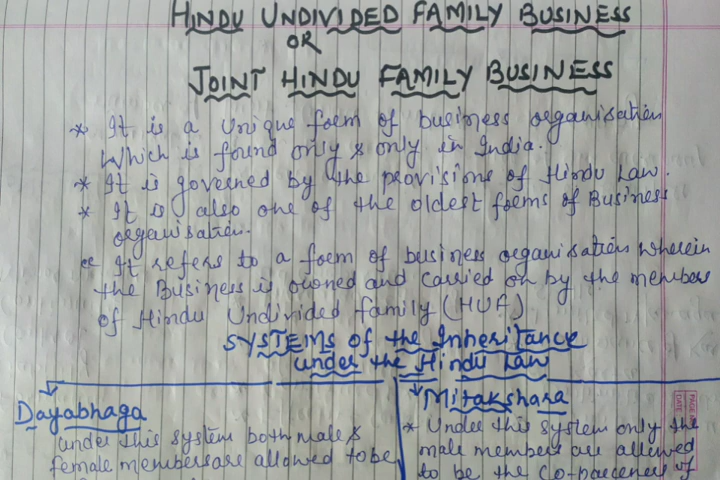 HINDU UNDIVIDED FAMILY BUSINESS
OR
JOINT HINDU FAMILY BUSINESS
* It is a Unique form of business organisation
Which is found only & only in India.
* It is governed by the provisions of Hindu Law.
* It is also one of the oldest forms of Business
organisation.
It refers to a form of business organisation wherein
the Business is owned and carried on by the members
of Hindu Undivided family (HUF)
SYSTEMS of the Inheritance
under the Hindu Law
Dayabhaga
under this system both male &
female members are allowed to be
Mitakshara
* Under this system only the
male members are allowed
to be the Co-parceners of
PAGE
DATE